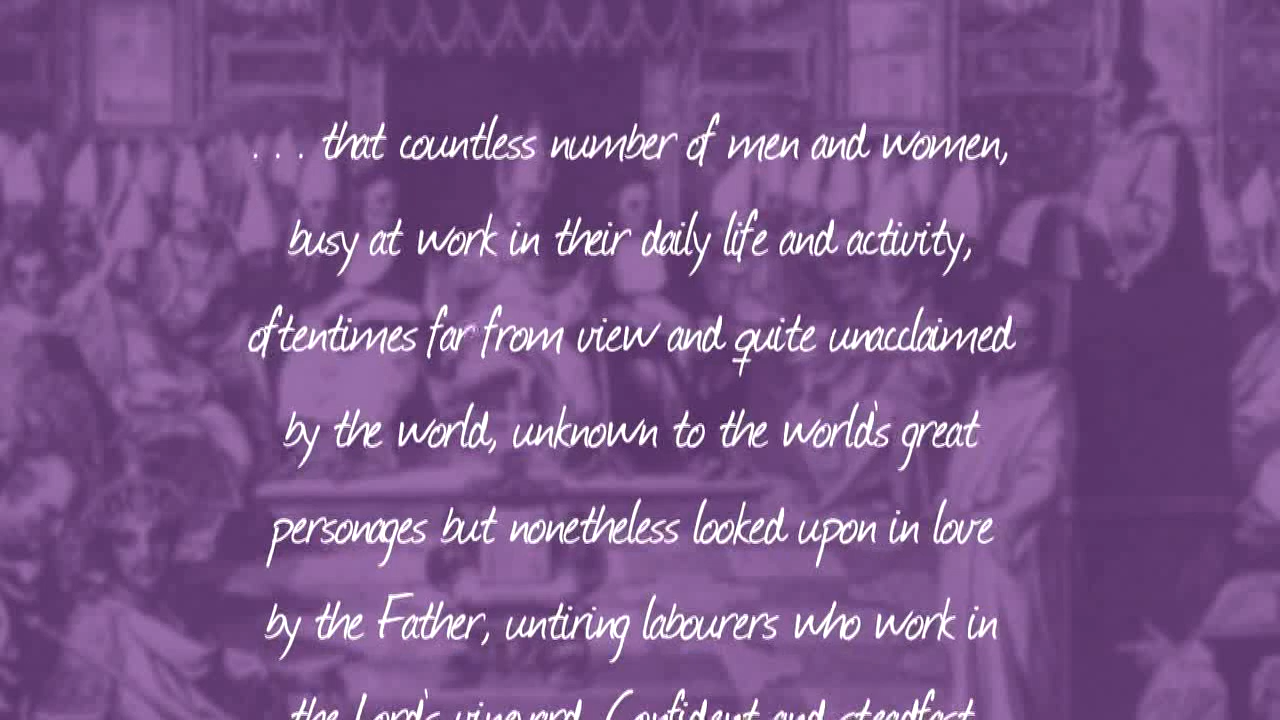 . . . that countless number of men and women,
busy at work in their daily life and activity,
oftentimes far from view and quite unacclaimed
by the world, unknown to the world's great
personages but nonetheless looked upon in love
by the Father, untiring labourers who work in
the Lord's vineyard. Confident and steadfast